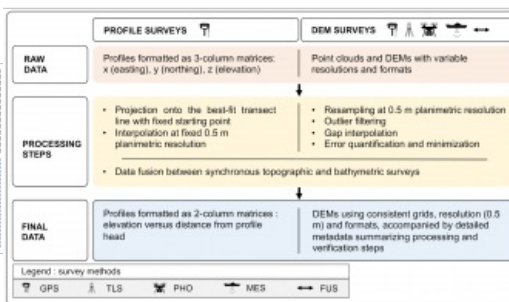 PROFILE SURVEYS
DEM SURVEYS
RAW
DATA
Profiles formatted as 3-column matrices:
x (easting), y (northing), z (elevation)
Point clouds and DEMs with variable
resolutions and formats
PROCESSING
STEPS
• Projection onto the best-fit transect
line with fixed starting point
• Interpolation at fixed 0.5 m
planimetric resolution
• Resampling at 0.5 m planimetric resolution
• Outlier filtering
• Gap interpolation
• Error quantification and minimization
• Data fusion between synchronous topographic and bathymetric surveys
FINAL
DATA
Profiles formatted as 2-column matrices :
elevation versus distance from profile
head
DEMs using consistent grids, resolution (0.5
m) and formats, accompanied by detailed
metadata summarizing processing and
verification steps
Legend : survey methods
GPS TLS PHO MES FUS